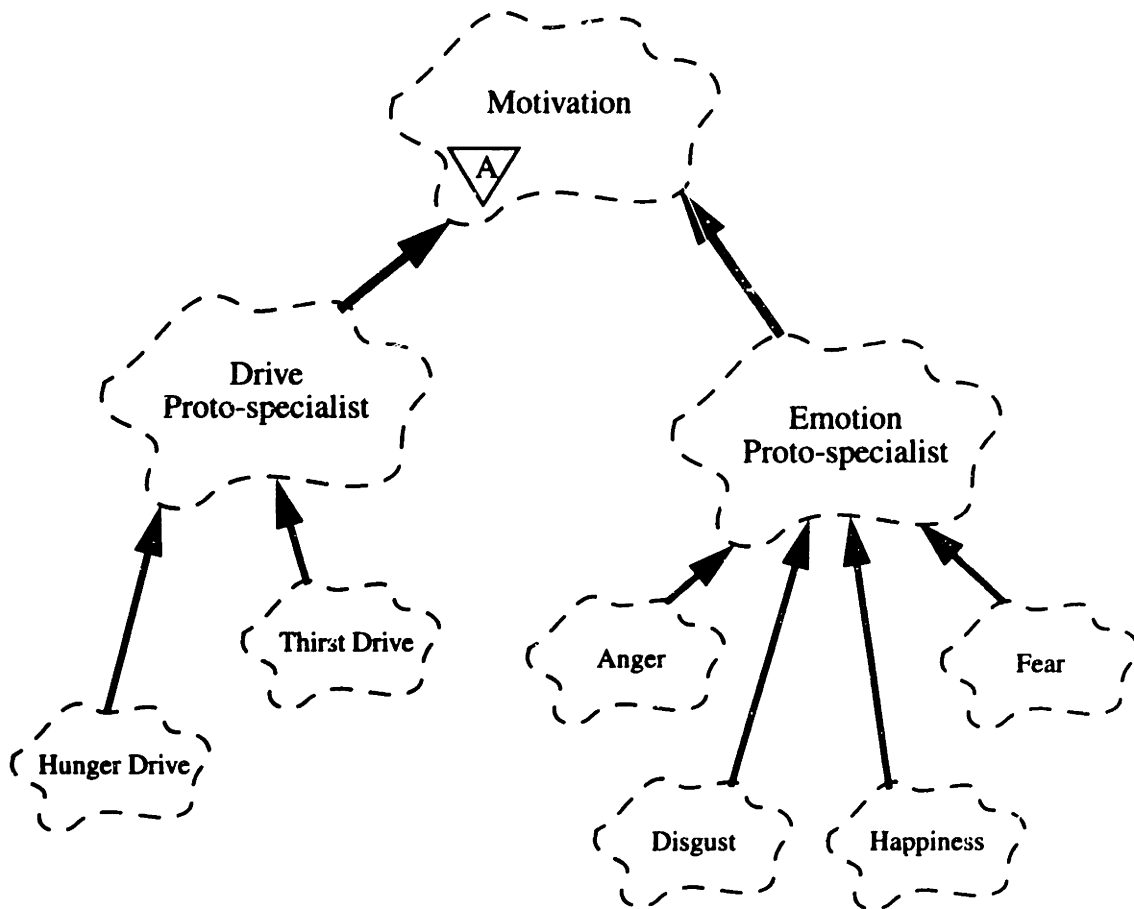 Motivation
A
Drive
Proto-specialist
Emotion
Proto-specialist
Thirst Drive
Anger
Fear
Hunger Drive
Disgust
Happiness